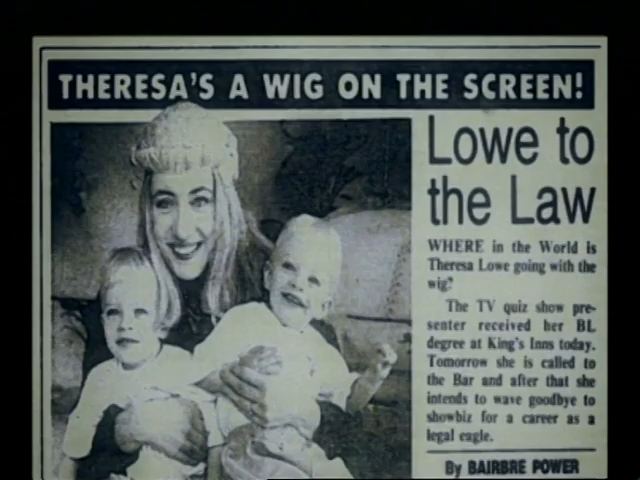 THERESA'S A WIG ON THE SCREEN!
Lowe to
the Law
WHERE in the World is
Theresa Lowe going with the
wig?
The TV quiz show pre-
senter received her BL
degree at King's Inns today.
Tomorrow she is called to
the Bar and after that she
intends to wave goodbye to
showbiz for a career as a
legal eagle.
By BAIRBRE POWER